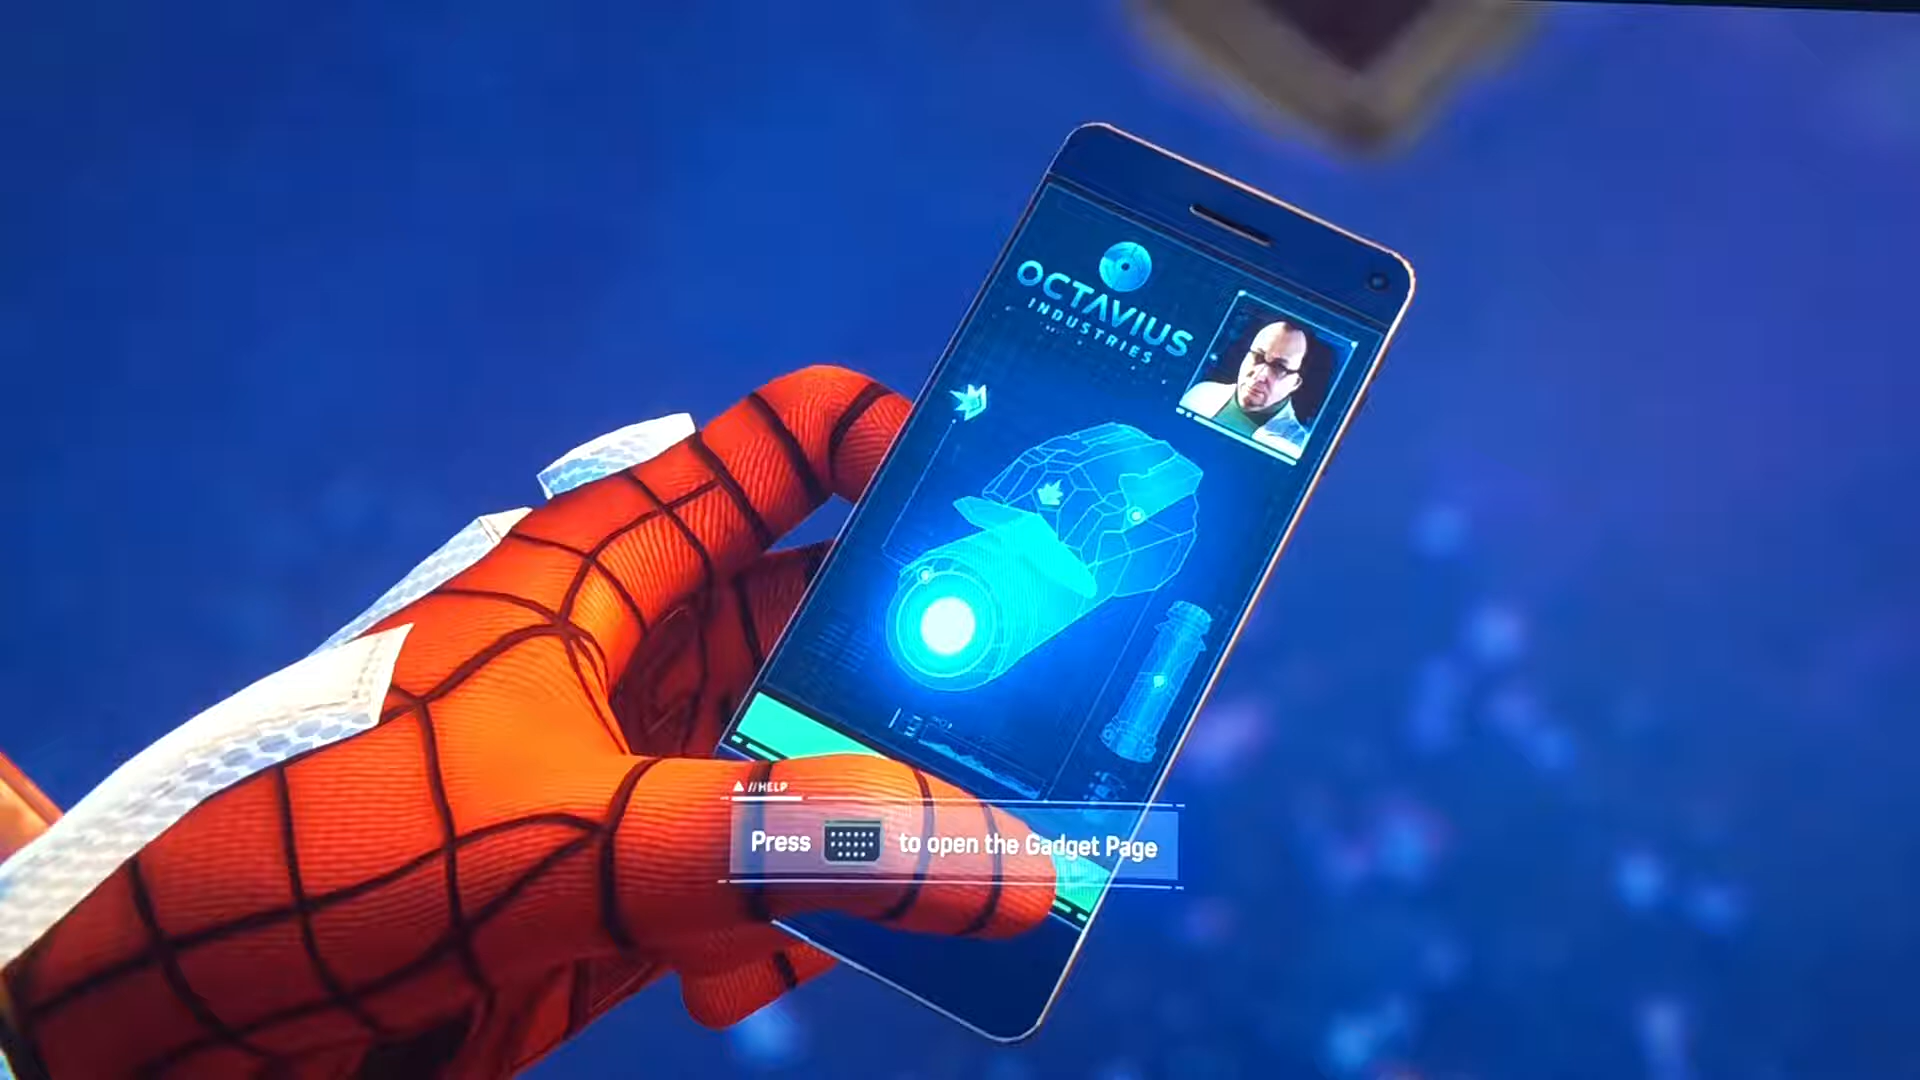 OCTAVIUS
INDUSTRIES
//HELP
Press to open the Gadget Page